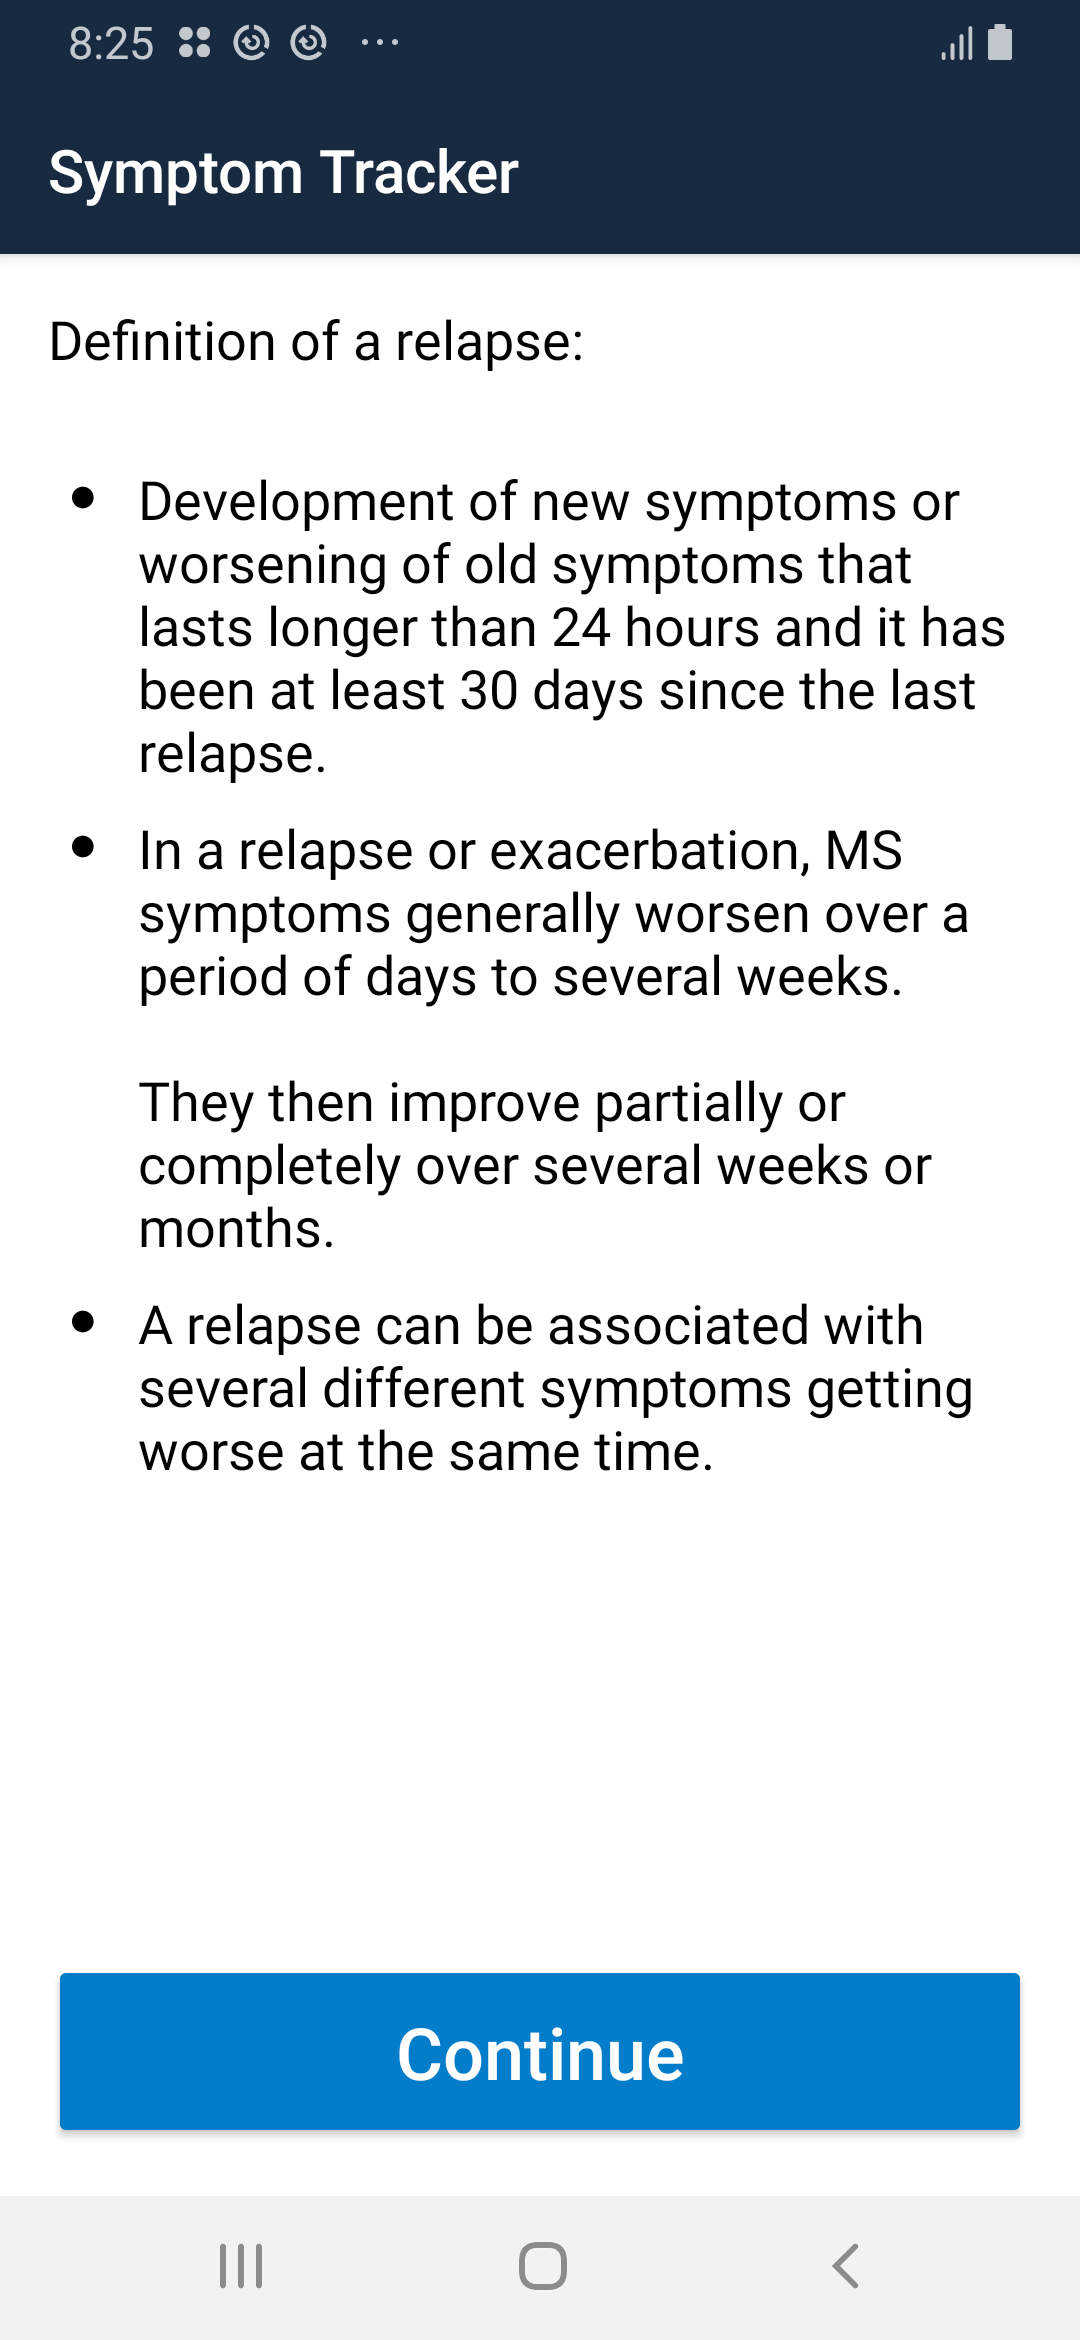 8:25
Symptom Tracker
Definition of a relapse:
• Development of new symptoms or
worsening of old symptoms that
lasts longer than 24 hours and it has
been at least 30 days since the last
relapse.
• In a relapse or exacerbation, MS
symptoms generally worsen over a
period of days to several weeks.
They then improve partially or
completely over several weeks or
months.
• A relapse can be associated with
several different symptoms getting
worse at the same time.
Continue